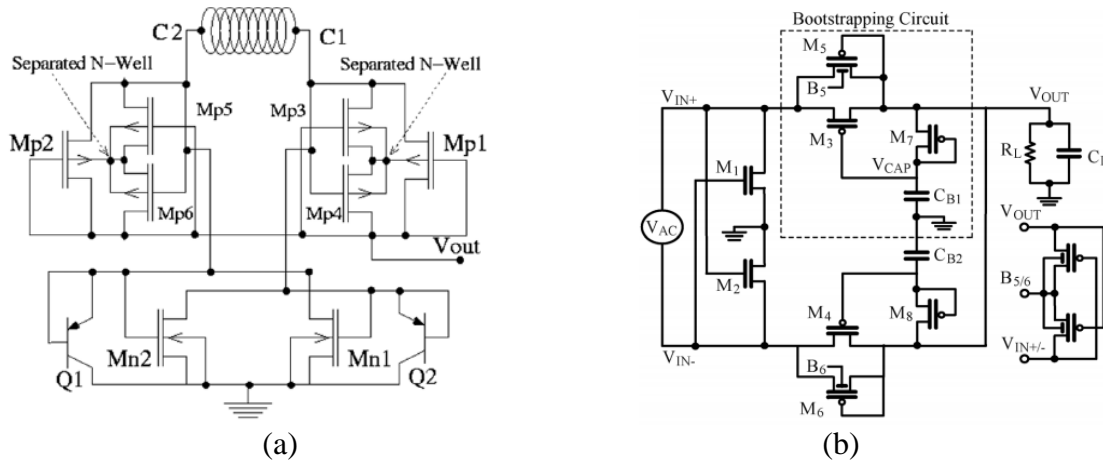 C2
C1
Separated N-Well
Separated N-Well
Mp5
Mp3
Mp2
Mp1
Mp6
Mp4
Vout
Mn2
Mn1
Q1
Q2
(a)
Bootstrapping Circuit
M5
B5
VIN+
M3
M7
VOUT
RL
VCAP
M1
CB1
VAC
M2
CB2
VOUT
B5/6
M4
M8
VIN-
B6
M6
VIN+/-
(b)